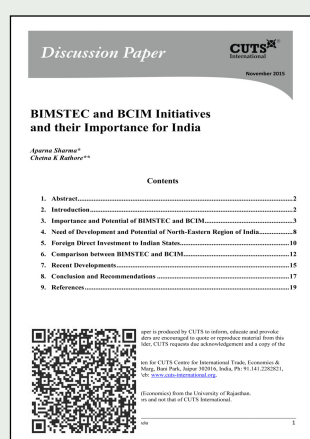 Discussion Paper
CUTS
International
November 2015
BIMSTEC and BCIM Initiatives
and their Importance for India
Aparna Sharma*
Chetna K Rathore**
Contents
1. Abstract...2
2. Introduction...2
3. Importance and Potential of BIMSTEC and BCIM...3
4. Need of Development and Potential of North-Eastern Region of India...8
5. Foreign Direct Investment to Indian States...10
6. Comparison between BIMSTEC and BCIM...12
7. Recent Developments...15
8. Conclusion and Recommendations...17
9. References...19
aper is produced by CUTS to inform, educate and provoke
ders are encouraged to quote or reproduce material from this
lder, CUTS requests due acknowledgement and a copy of the
ion for CUTS Centre for International Trade, Economics &
Marg, Bani Park, Jaipur 302016, India, Ph: 91.141.2282821,
eb: www.cuts-international.org.
(Economics) from the University of Rajasthan.
rs and not that of CUTS International.
1